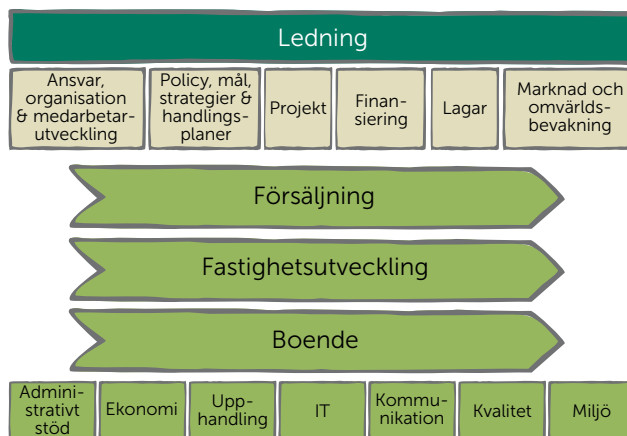 Ledning
Ansvar,
organisation
& medarbetar-
utveckling
Policy, mål,
strategier &
handlings-
planer
Projekt
Finan-
siering
Lagar
Marknad och
omvärlds-
bevakning
Försäljning
Fastighetsutveckling
Boende
Admini-
strativt
stöd
Ekonomi
Upp-
handling
IT
Kommu-
nikation
Kvalitet
Miljö